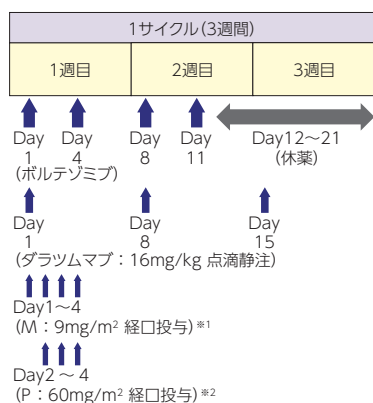 1サイクル(3週間)
1週目 2週目 3週目
Day Day Day Day Day12～21
1 4 8 11 (休薬)
(ボルテゾミブ)
Day Day Day
1 8 15
(ダラツムマブ：16mg/kg 点滴静注)
Day1～4
(M：9mg/m² 経口投与)※1
Day2 ～ 4
(P：60mg/m² 経口投与)※2